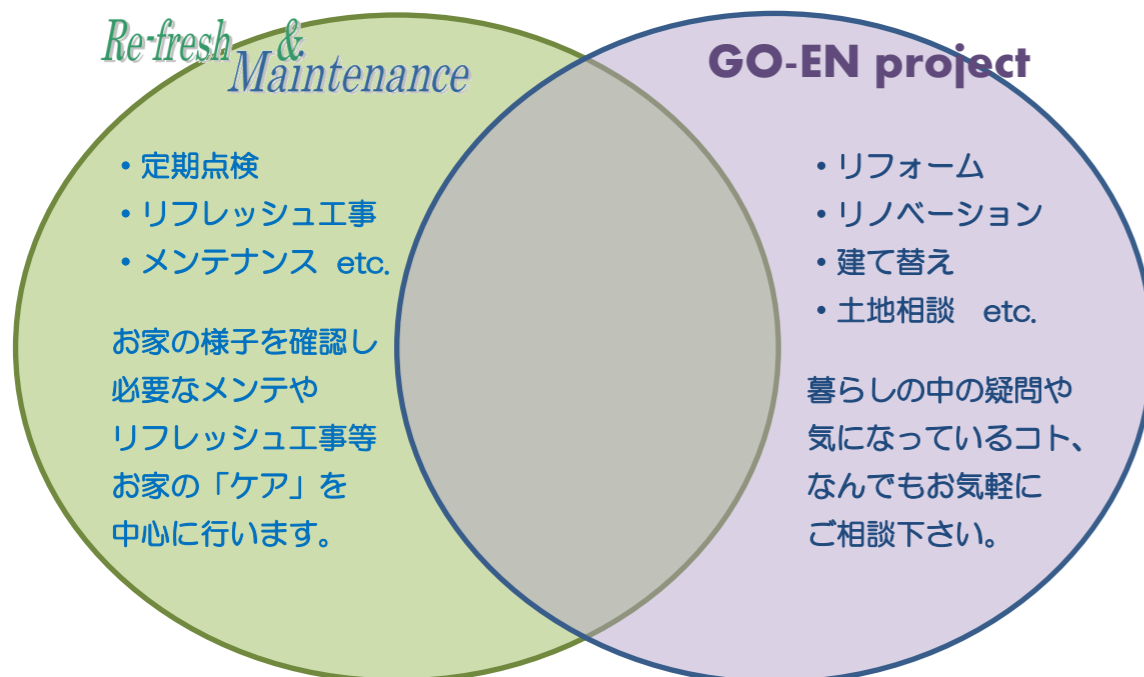 Re-fresh &
Maintenance
・定期点検
・リフレッシュ工事
・メンテナンス etc.
お家の様子を確認し
必要なメンテや
リフレッシュ工事等
お家の「ケア」を
中心に行います。
GO-EN project
・リフォーム
・リノベーション
・建て替え
・土地相談　etc.
暮らしの中の疑問や
気になっているコト、
なんでもお気軽に
ご相談下さい。